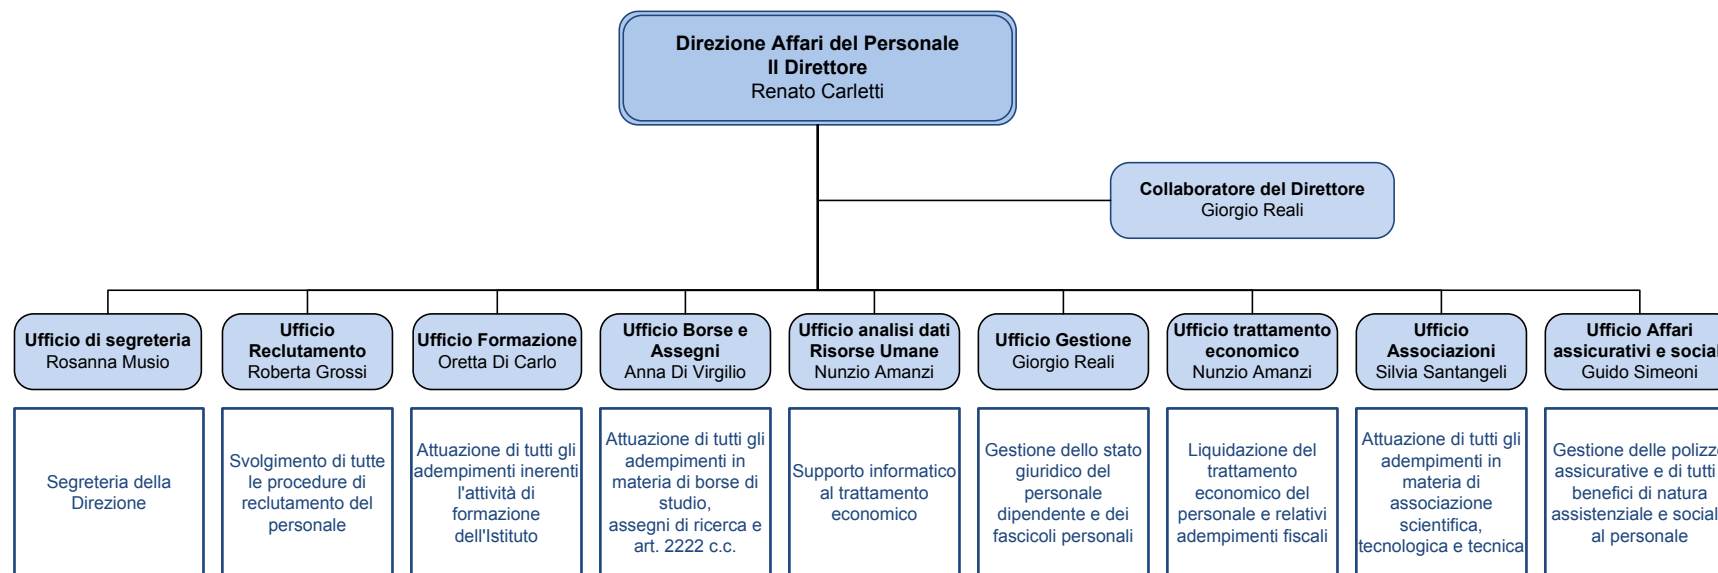 Direzione Affari del Personale
Il Direttore
Renato Carletti
Collaboratore del Direttore
Giorgio Reali
Ufficio di segreteria
Rosanna Musio
Ufficio
Reclutamento
Roberta Grossi
Ufficio Formazione
Oretta Di Carlo
Ufficio Borse e
Assegni
Anna Di Virgilio
Ufficio analisi dati
Risorse Umane
Nunzio Amanzi
Ufficio Gestione
Giorgio Reali
Ufficio trattamento
economico
Nunzio Amanzi
Ufficio
Associazioni
Silvia Santangeli
Ufficio Affari
assicurativi e sociali
Guido Simeoni
Segreteria della
Direzione
Svolgimento di tutte
le procedure di
reclutamento del
personale
Attuazione di tutti gli
adempimenti inerenti
l'attività di
formazione
dell'Istituto
Attuazione di tutti gli
adempimenti in
materia di borse di
studio,
assegni di ricerca e
art. 2222 c.c.
Supporto informatico
al trattamento
economico
Gestione dello stato
giuridico del
personale
dipendente e dei
fascicoli personali
Liquidazione del
trattamento
economico del
personale e relativi
adempimenti fiscali
Attuazione di tutti gli
adempimenti in
materia di
associazione
scientifica,
tecnologica e tecnica
Gestione delle polizze
assicurative e di tutti
benefici di natura
assistenziale e social
al personale